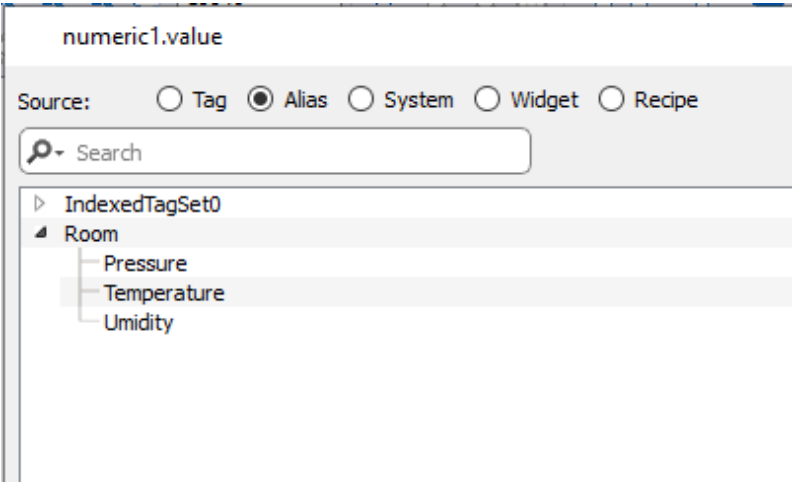 numeric1.value
Source: Tag Alias System Widget Recipe
Search
IndexedTagSet0
Room
Pressure
Temperature
Umidity